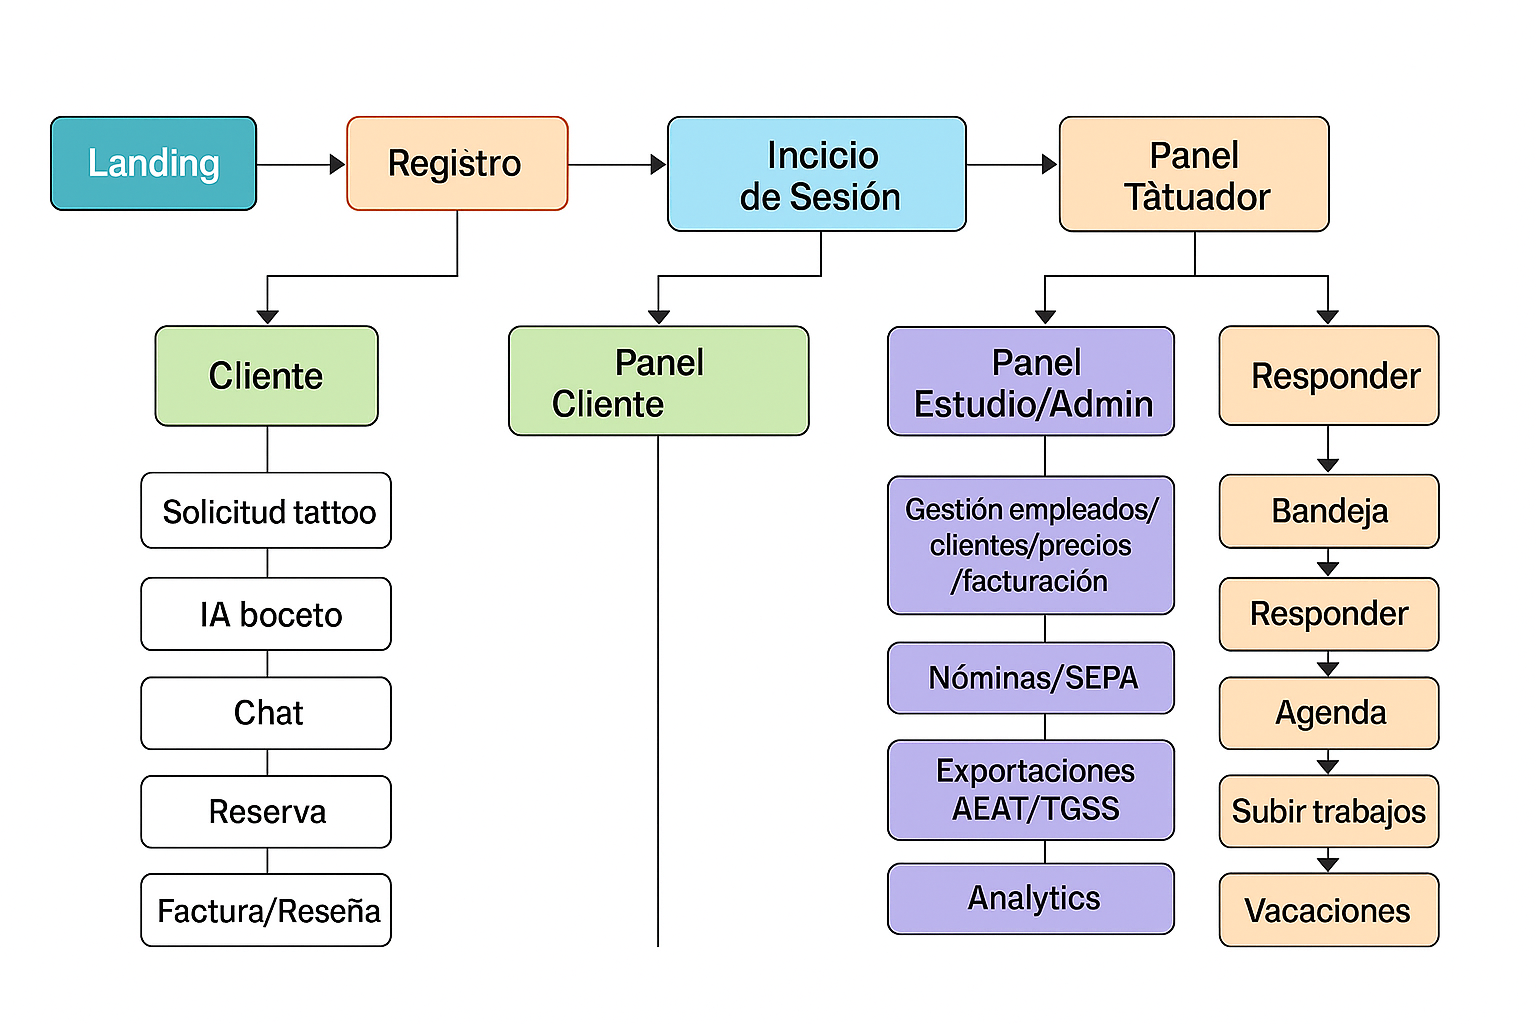 Landing
Registro
Incicio
de Sesión
Panel
Tàtuador
Cliente
Panel
Cliente
Panel
Estudio/Admin
Responder
Solicitud tattoo
IA boceto
Chat
Reserva
Factura/Reseña
Gestión empleados/
clientes/precios
/facturación
Nóminas/SEPA
Exportaciones
AEAT/TGSS
Analytics
Bandeja
Responder
Agenda
Subir trabajos
Vacaciones